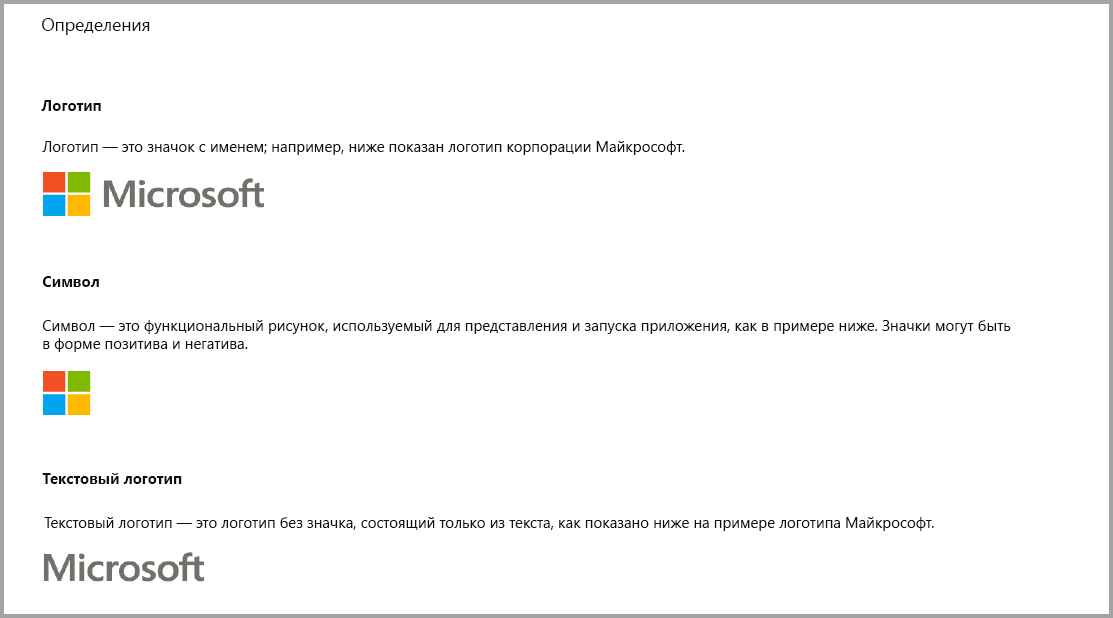 Определения
Логотип
Логотип — это значок с именем; например, ниже показан логотип корпорации Майкрософт.
Microsoft
Символ
Символ — это функциональный рисунок, используемый для представления и запуска приложения, как в примере ниже. Значки могут быть
в форме позитива и негатива.
Текстовый логотип
Текстовый логотип — это логотип без значка, состоящий только из текста, как показано ниже на примере логотипа Майкрософт.
Microsoft